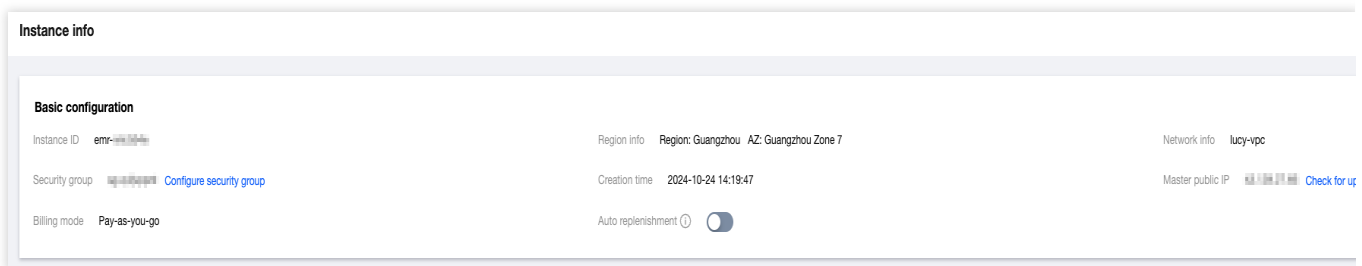 Instance info
Basic configuration
Instance ID emr- Region info Region: Guangzhou AZ: Guangzhou Zone 7 Network info lucy-vpc
Security group Configure security group Creation time 2024-10-24 14:19:47 Master public IP Check for up
Billing mode Pay-as-you-go Auto replenishment